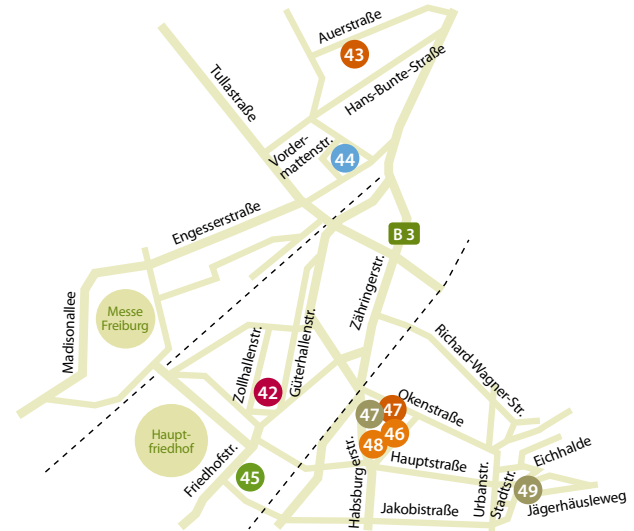 Auerstraße
43
Hans-Bunte-Straße
Tullastraße
Vorder-
mattenstr.
44
Engesserstraße
B 3
Madisonallee
Messe
Freiburg
Zähringerstr.
Güterhallenstr.
Zollhallenstr.
Richard-Wagner-Str.
42
Okenstraße
47
47
46
48
Haupt-
friedhof
Hauptstraße
Eichhalde
Friedhofstr.
45
Habsburgerstr.
Urbanstr.
Stadtstr.
49
Jägerhäusleweg
Jakobistraße